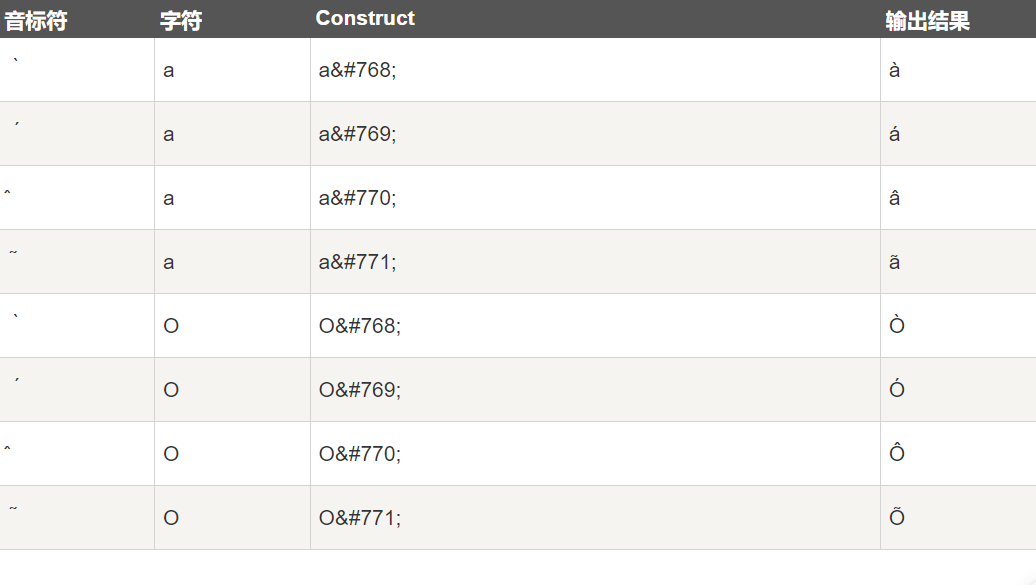 音标符 字符 Construct 输出结果
̀ a a&#768; à
́ a a&#769; á
̂ a a&#770; â
̃ a a&#771; ã
̀ O O&#768; Ò
́ O O&#769; Ó
̂ O O&#770; Ô
̃ O O&#771; Õ